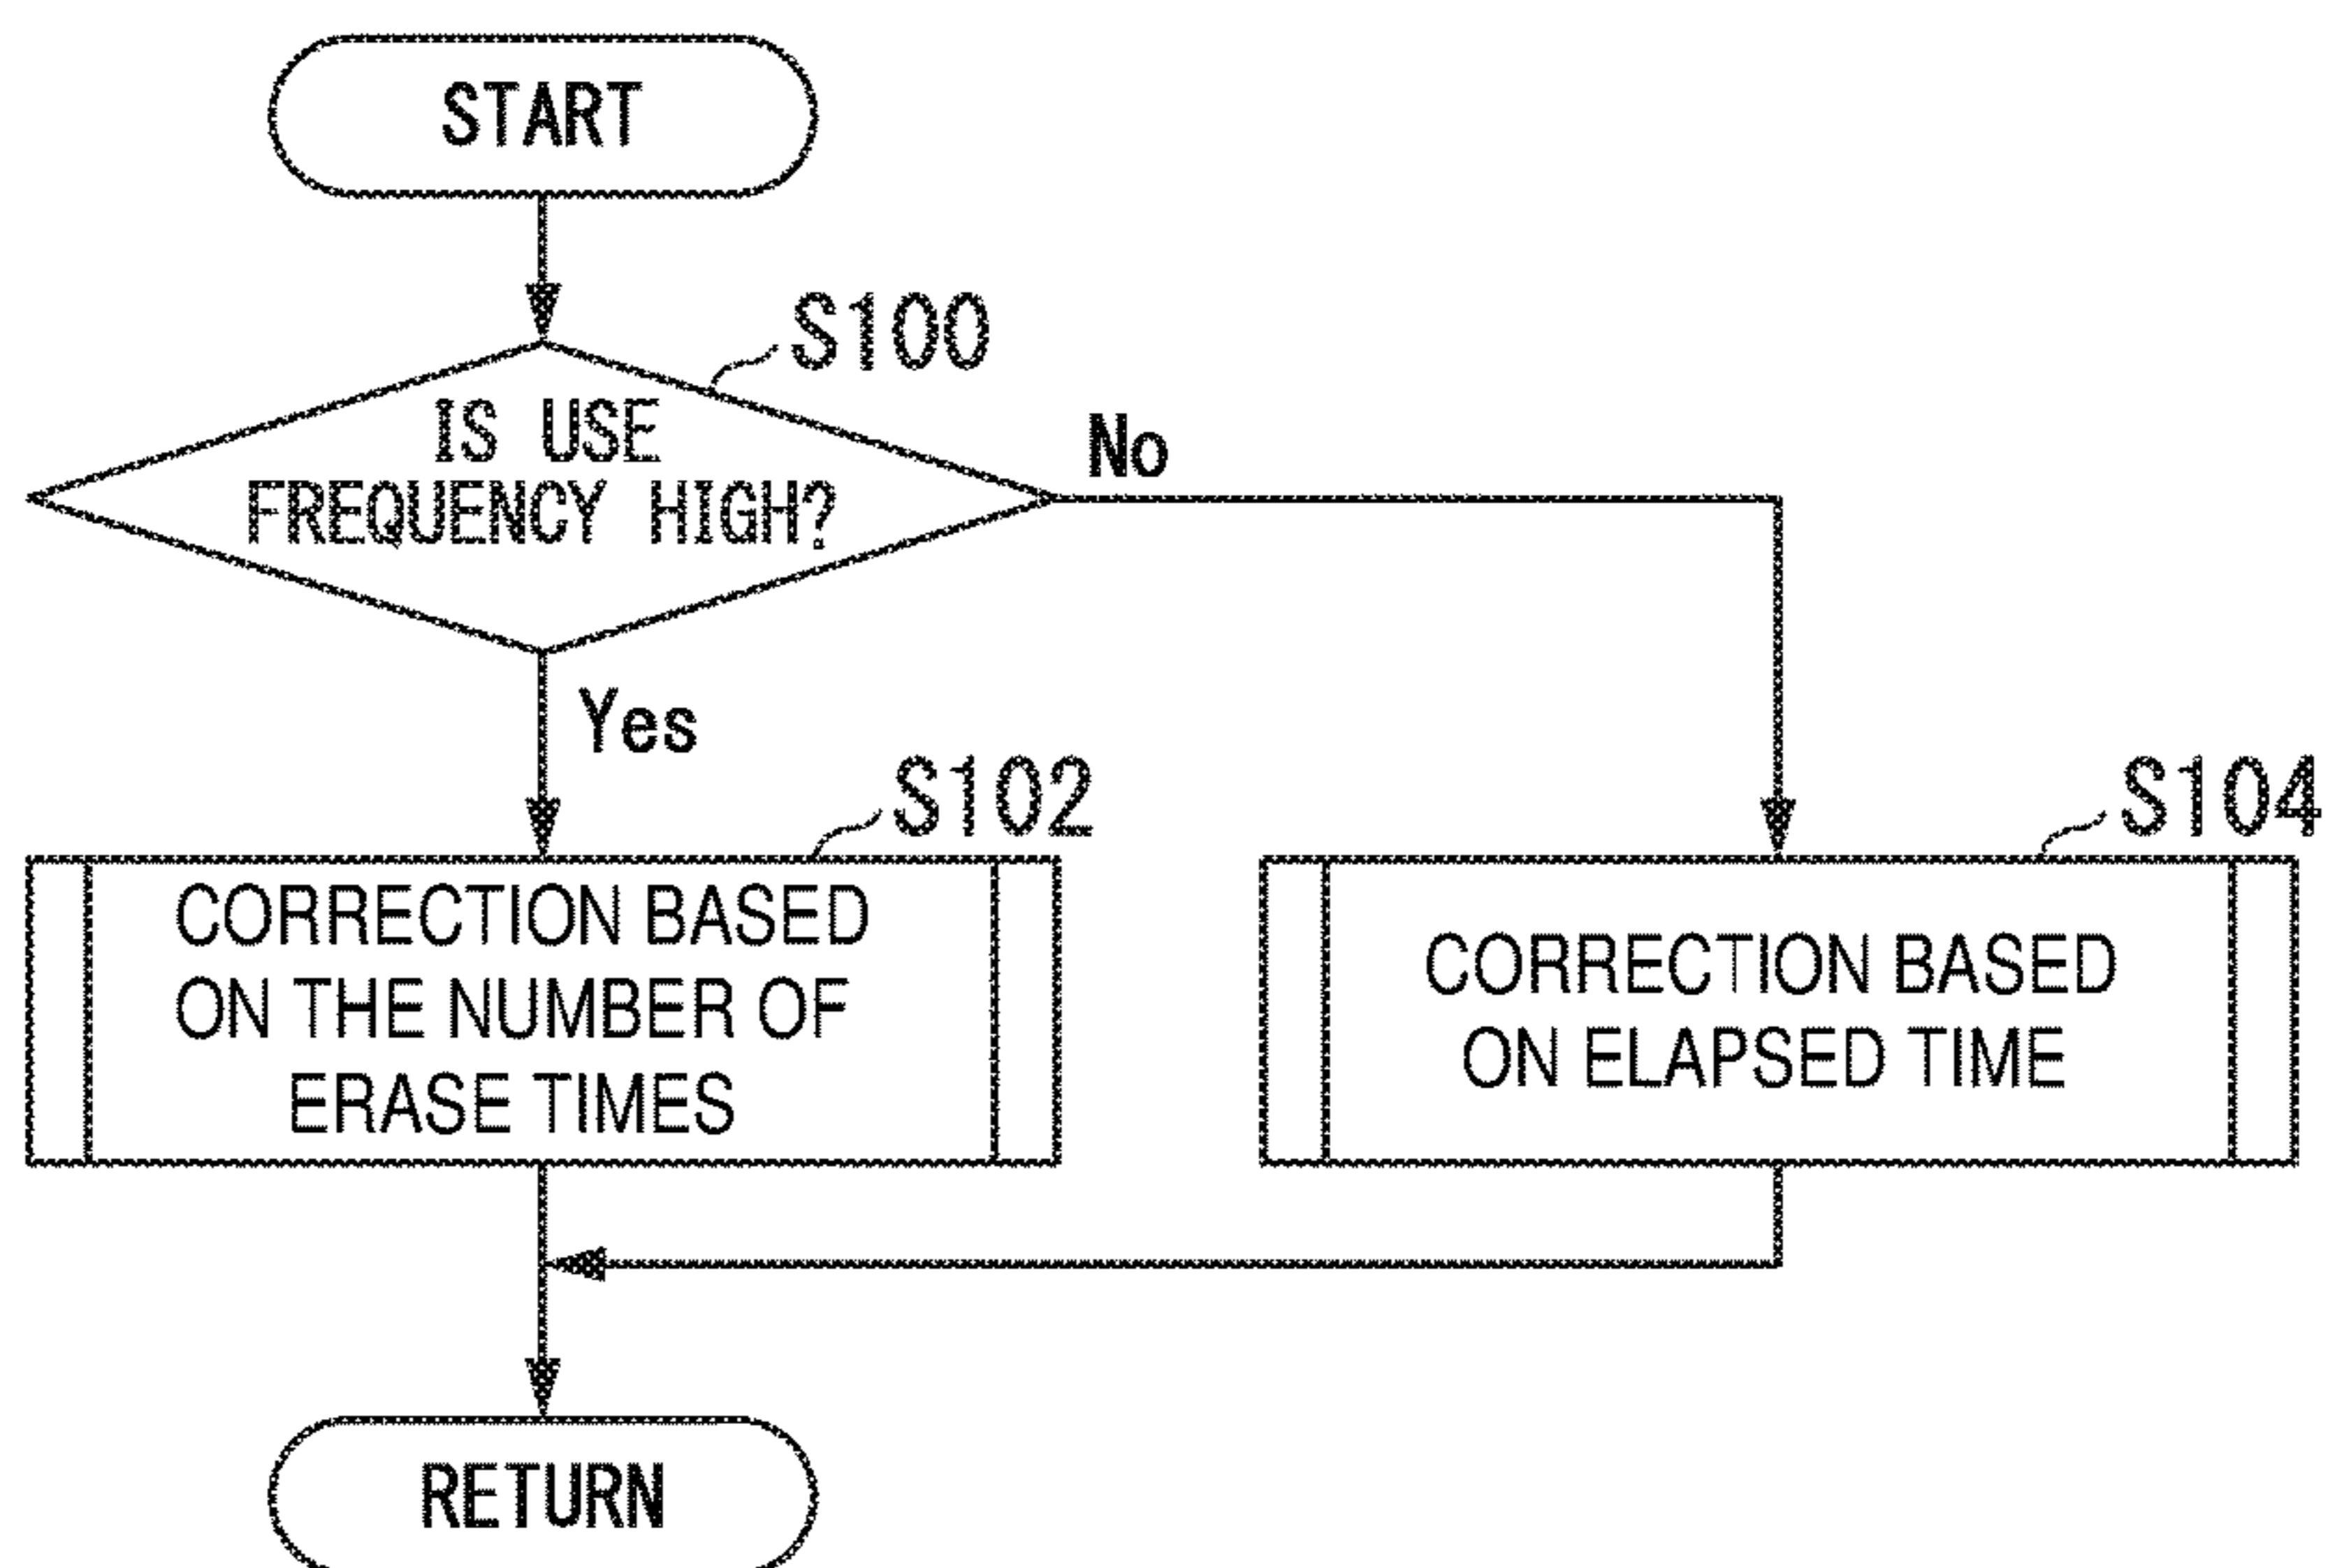 START
S100
IS USE
FREQUENCY HIGH?
No
Yes
S102
CORRECTION BASED
ON THE NUMBER OF
ERASE TIMES
S104
CORRECTION BASED
ON ELAPSED TIME
RETURN